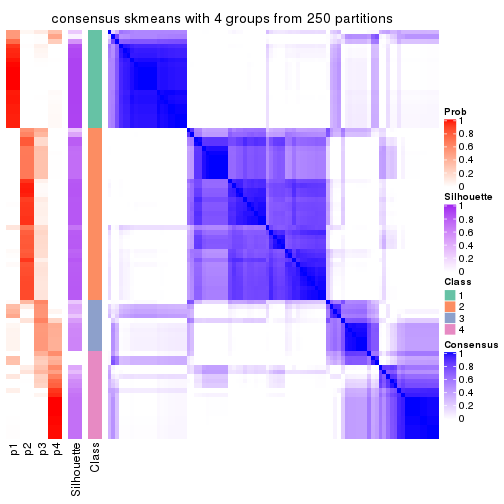 consensus skmeans with 4 groups from 250 partitions
Prob
1
0.8
0.6
0.4
0.2
0
Silhouette
1
0.8
0.6
0.4
0.2
0
Class
1
2
3
4
Consensus
1
0.8
0.6
0.4
0.2
0
p1
p2
p3
p4
Silhouette
Class